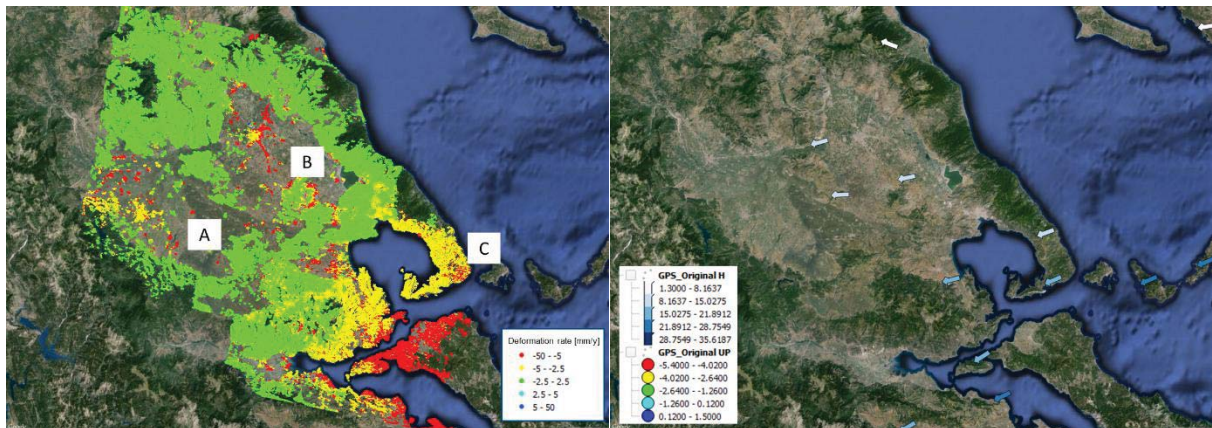 A
B
C
Deformation rate [mm/y]
-50 - -5
-5 - -2.5
-2.5 - 2.5
2.5 - 5
5 - 50
GPS_Original H
1.3000 - 8.1637
8.1637 - 15.0275
15.0275 - 21.8912
21.8912 - 28.7549
28.7549 - 35.6187
GPS_Original UP
-5.4000 - -4.0200
-4.0200 - -2.6400
-2.6400 - -1.2600
-1.2600 - 0.1200
0.1200 - 1.5000